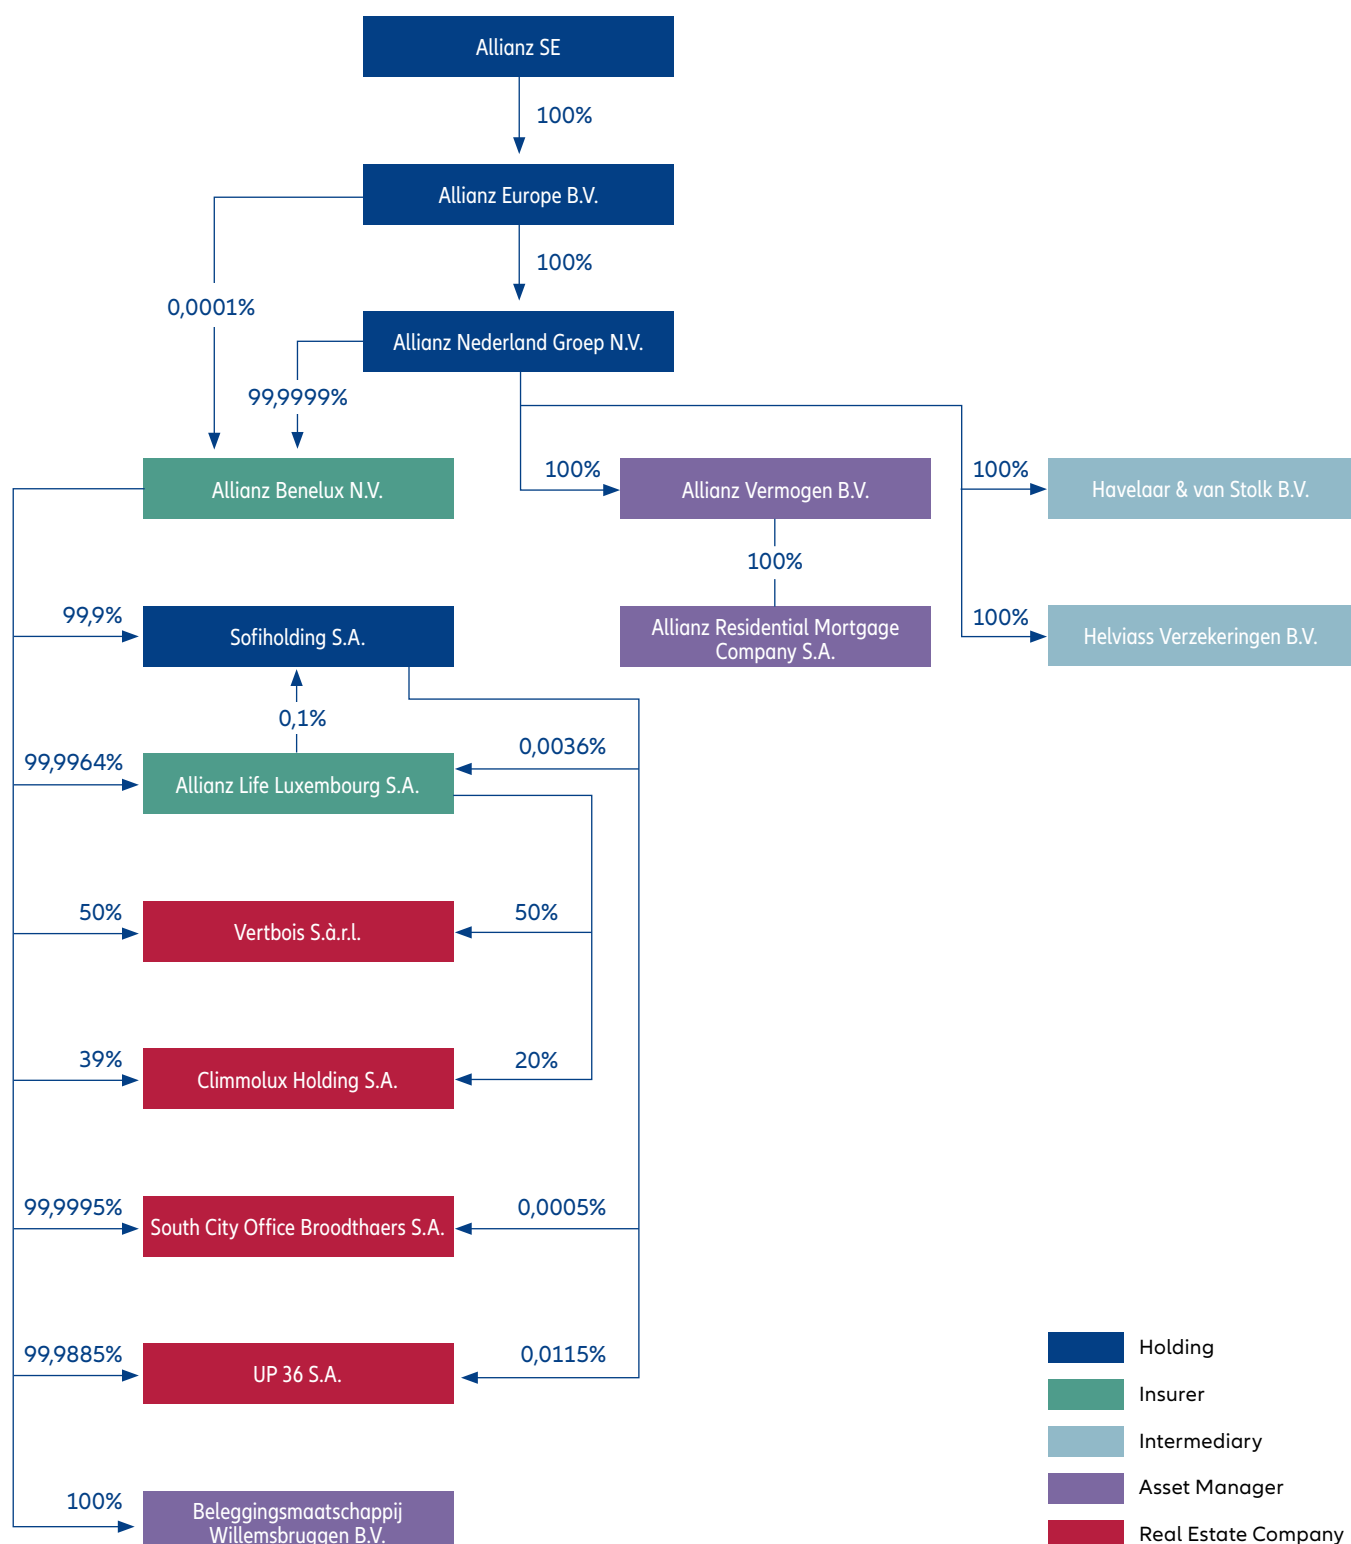 Allianz SE
100%
Allianz Europe B.V.
100%
0,0001%
Allianz Nederland Groep N.V.
99,9999%
100%
100%
Allianz Benelux N.V.
Allianz Vermogen B.V.
Havelaar & van Stolk B.V.
100%
99,9%
Sofiholding S.A.
Allianz Residential Mortgage
Company S.A.
100%
Helviass Verzekeringen B.V.
0,1%
99,9964%
Allianz Life Luxembourg S.A.
0,0036%
50%
Vertbois S.à.r.l.
50%
39%
Climmolux Holding S.A.
20%
99,9995%
South City Office Broodthaers S.A.
0,0005%
99,9885%
UP 36 S.A.
0,0115%
100%
Beleggingsmaatschappij
Willemsbruggen B.V.
Holding
Insurer
Intermediary
Asset Manager
Real Estate Company